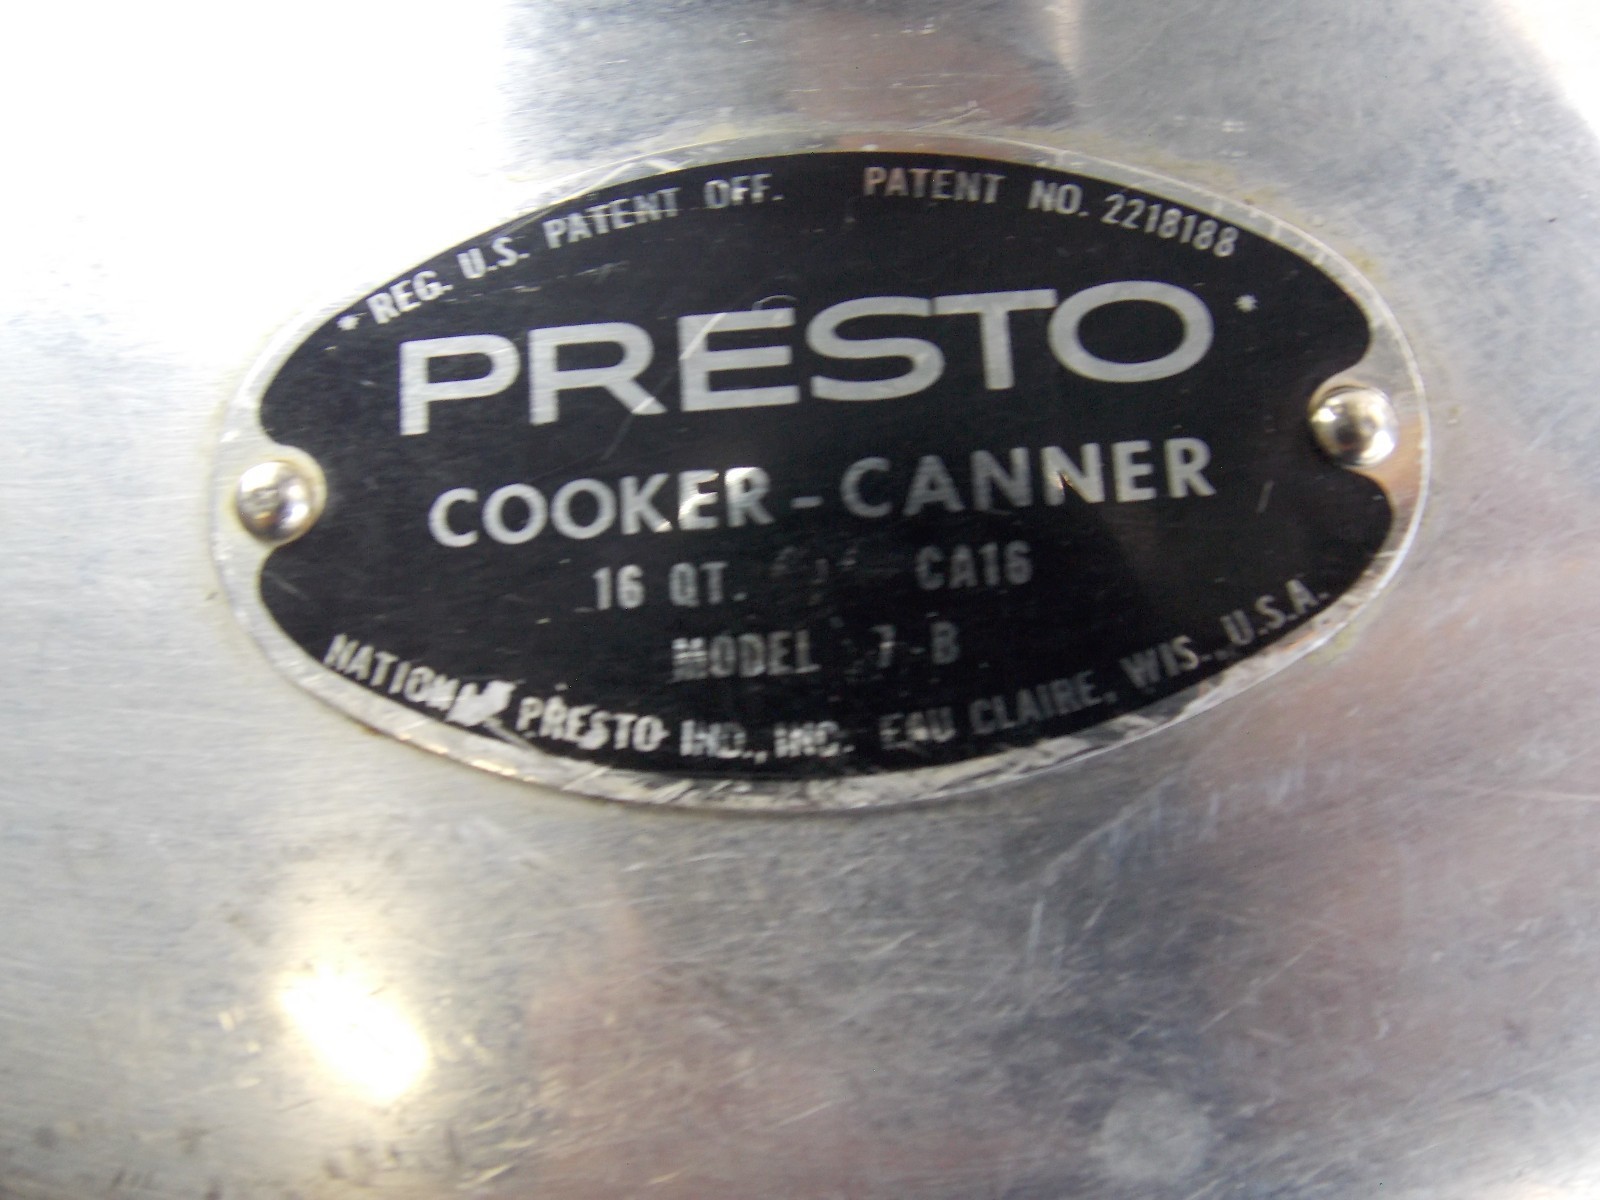 * REG. U.S. PATENT OFF. PATENT NO. 2218188
PRESTO *
COOKER-CANNER
16 QT. CA16
MODEL 7-B
NATIONAL PRESTO IND., INC. EAU CLAIRE, WIS., U.S.A.